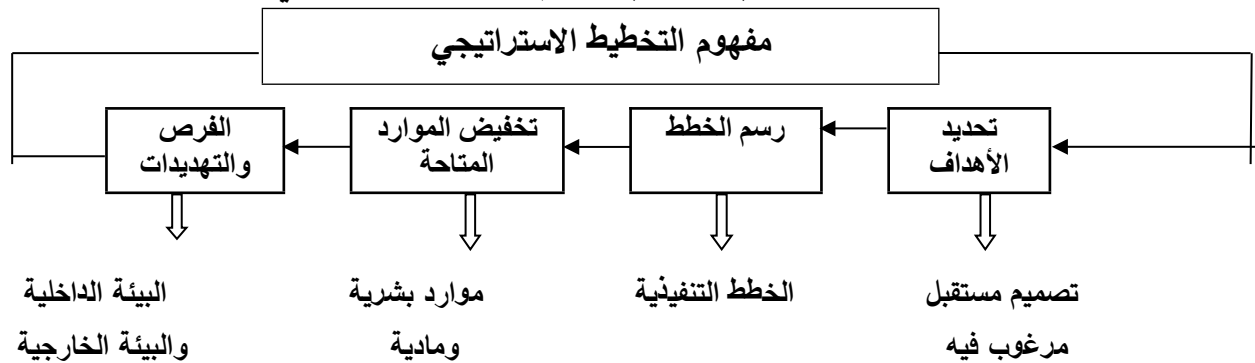 مفهوم التخطيط الاستراتيجي
تحديد
الأهداف
رسم الخطط
تخفيض الموارد
المتاحة
الفرص
والتهديدات
تصميم مستقبل
مرغوب فيه
الخطط التنفيذية
موارد بشرية
ومادية
البيئة الداخلية
والبيئة الخارجية